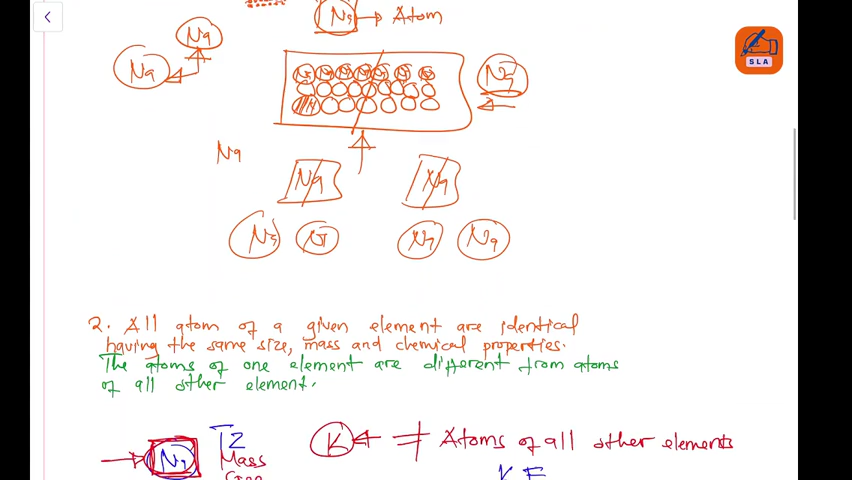 Na → Atom
Na
Na
Na
Na
Na Na
Na Na Na Na
2. All atom of a given element are identical
having the same size, mass and chemical properties.
The atoms of one element are different from atoms
of all other element.
Na
Mass
K ≠ Atoms of all other elements
SLA